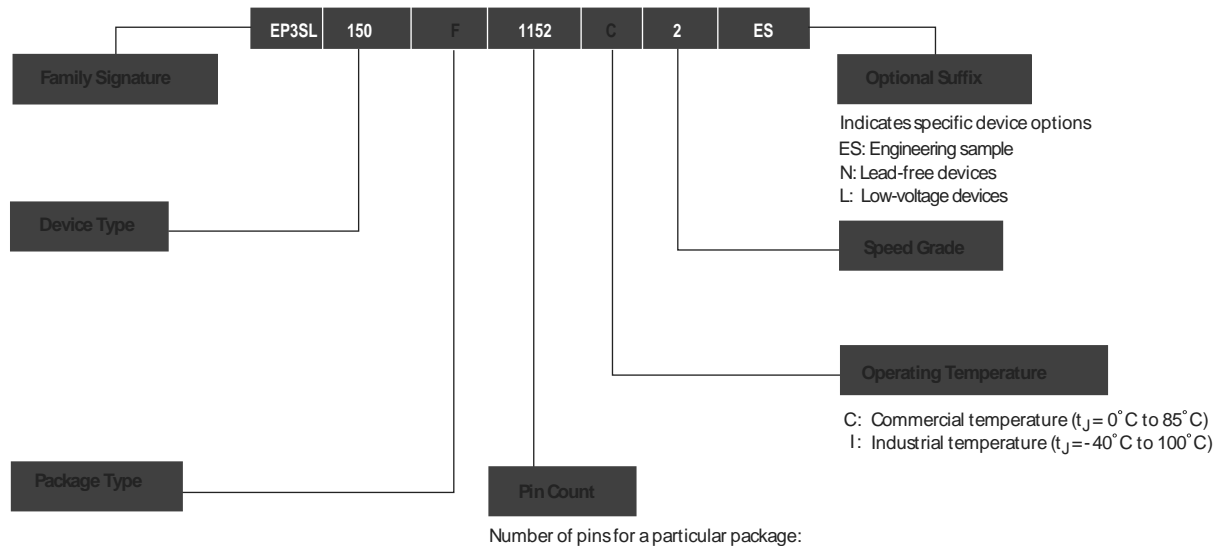 EP3SL 150 F 1152 C 2 ES
Family Signature
Optional Suffix
Indicates specific device options
ES: Engineering sample
N: Lead-free devices
L: Low-voltage devices
Device Type
Speed Grade
Operating Temperature
C: Commercial temperature (tJ = 0˚C to 85˚C)
I: Industrial temperature (tJ = -40˚C to 100˚C)
Package Type
Pin Count
Number of pins for a particular package: